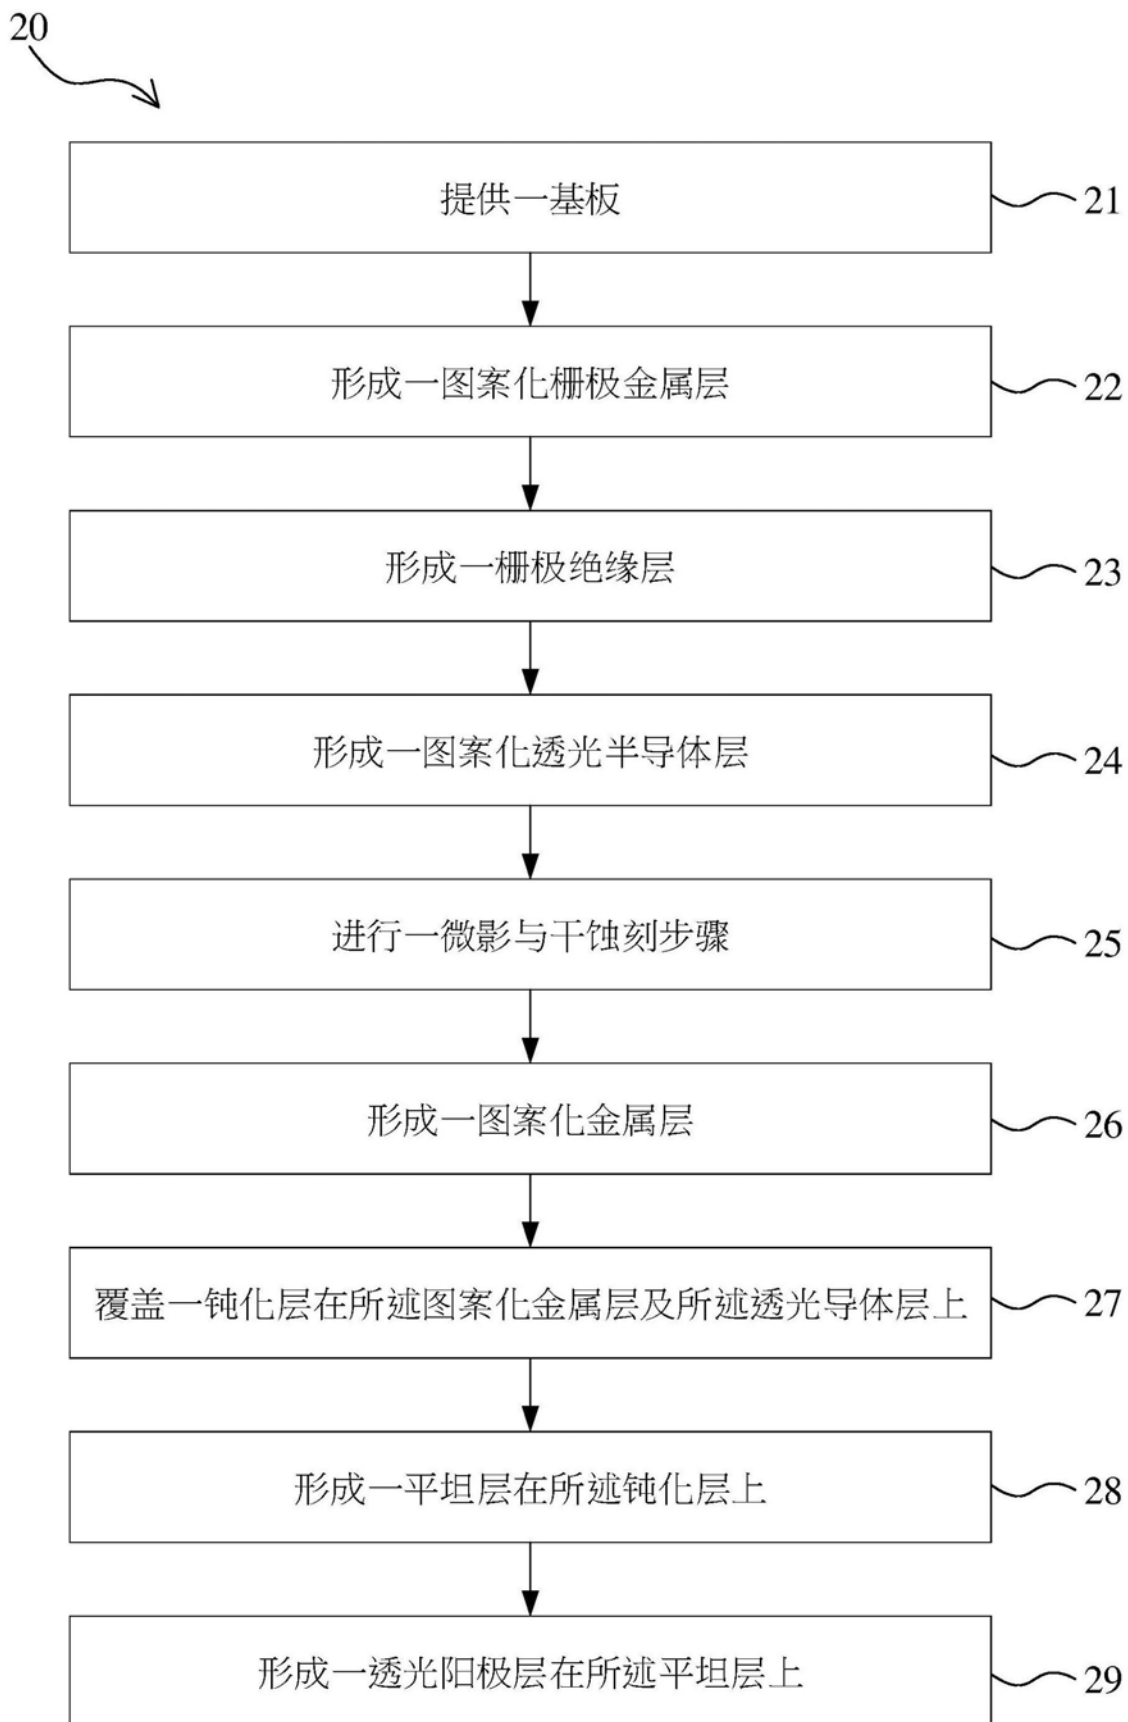 20
提供一基板
21
形成一图案化栅极金属层
22
形成一栅极绝缘层
23
形成一图案化透光半导体层
24
进行一微影与干蚀刻步骤
25
形成一图案化金属层
26
覆盖一钝化层在所述图案化金属层及所述透光导体层上
27
形成一平坦层在所述钝化层上
28
形成一透光阳极层在所述平坦层上
29